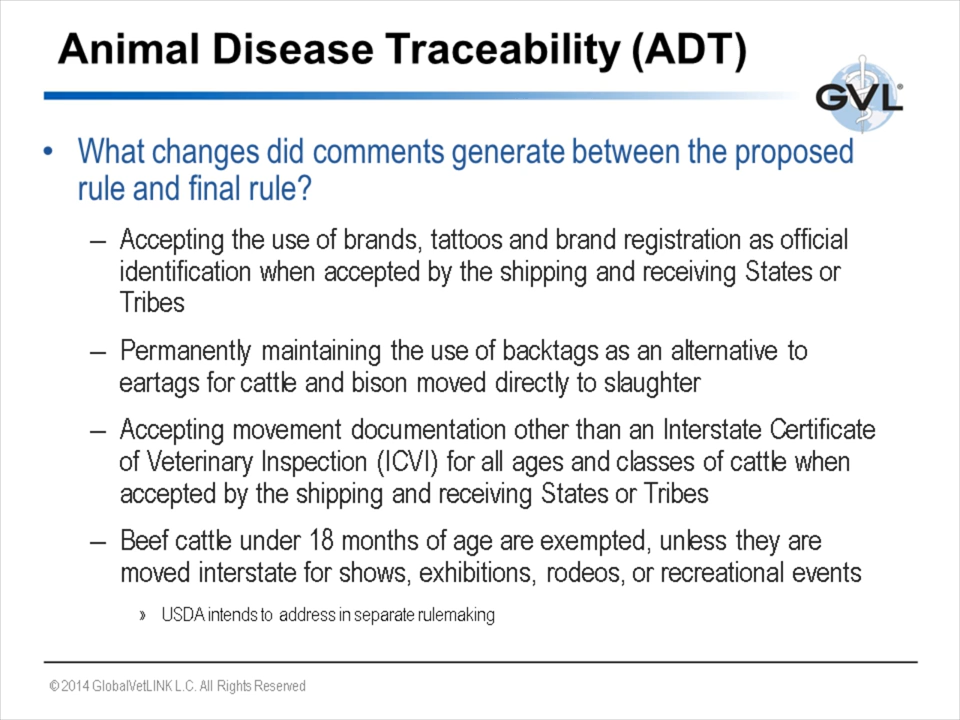 Animal Disease Traceability (ADT)
GVL®
• What changes did comments generate between the proposed
rule and final rule?
– Accepting the use of brands, tattoos and brand registration as official
identification when accepted by the shipping and receiving States or
Tribes
– Permanently maintaining the use of backtags as an alternative to
eartags for cattle and bison moved directly to slaughter
– Accepting movement documentation other than an Interstate Certificate
of Veterinary Inspection (ICVI) for all ages and classes of cattle when
accepted by the shipping and receiving States or Tribes
– Beef cattle under 18 months of age are exempted, unless they are
moved interstate for shows, exhibitions, rodeos, or recreational events
» USDA intends to address in separate rulemaking
© 2014 GlobalVetLINK L.C. All Rights Reserved